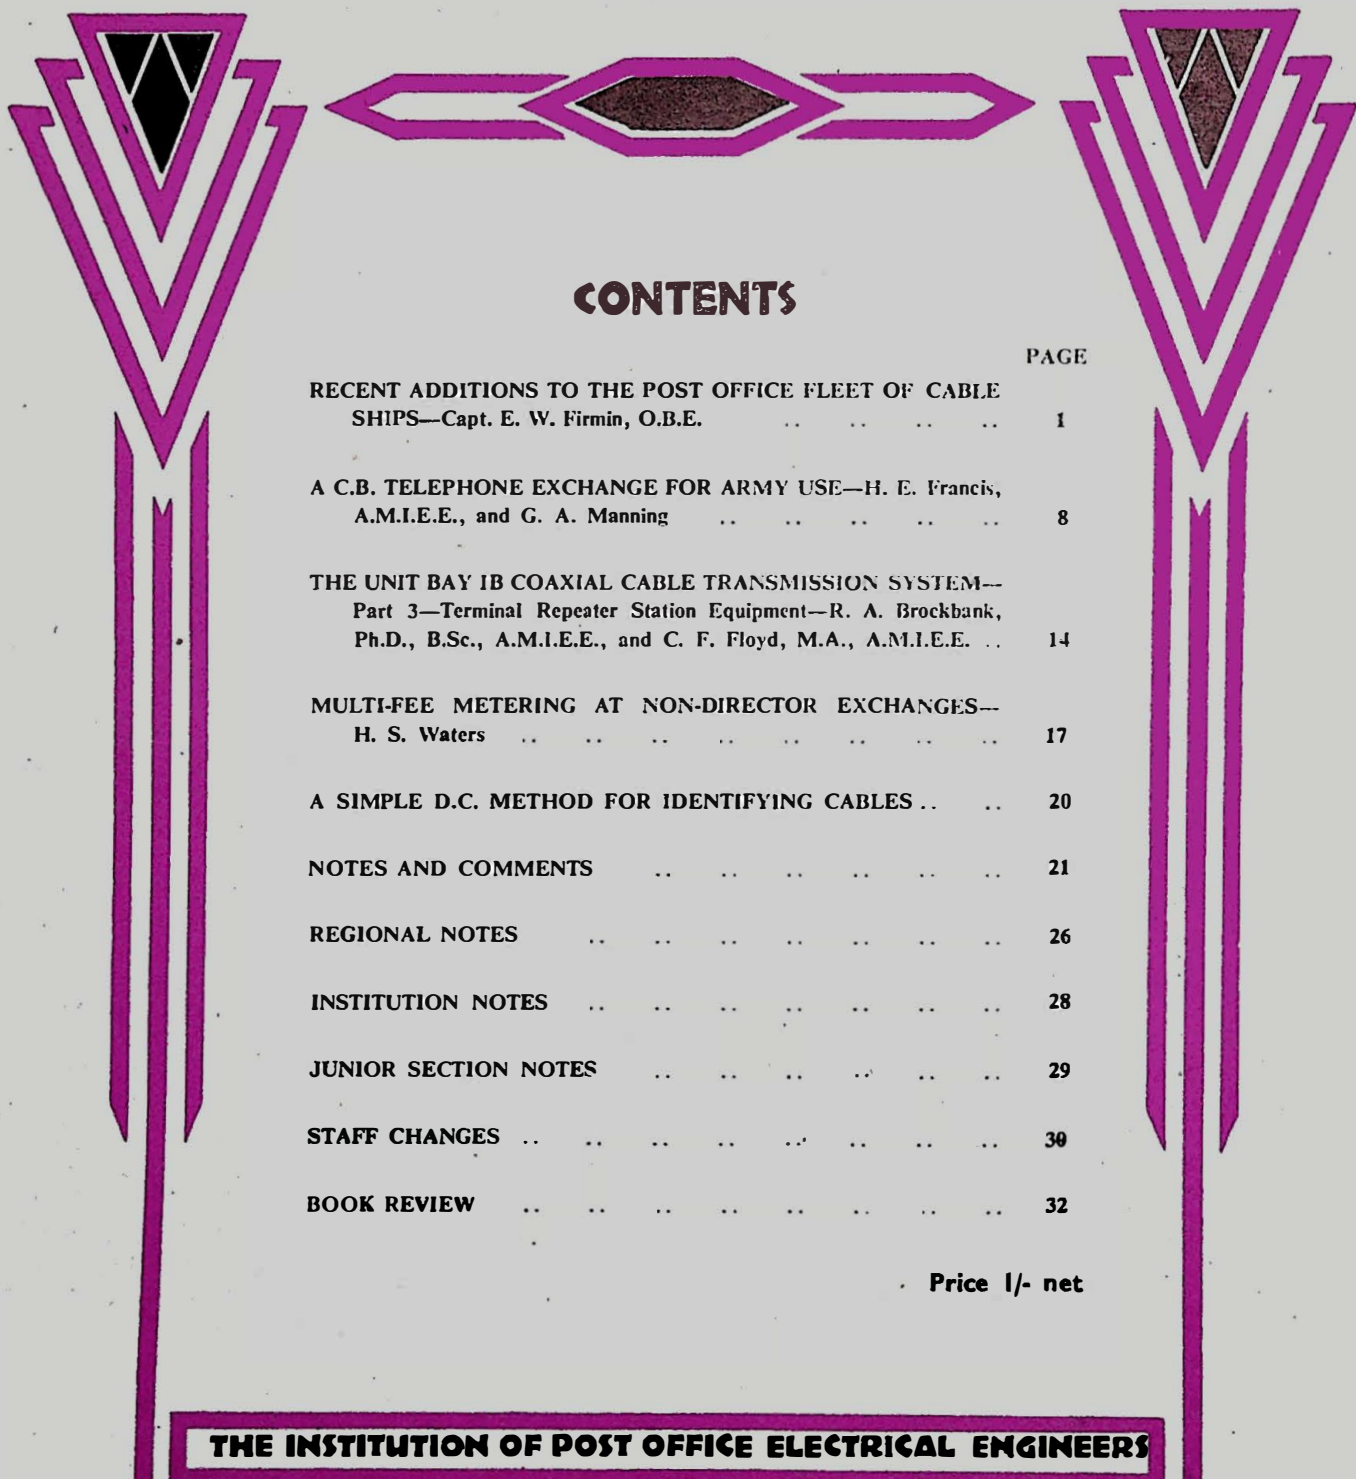 CONTENTS
PAGE
RECENT ADDITIONS TO THE POST OFFICE FLEET OF CABLE
SHIPS—Capt. E. W. Firmin, O.B.E. .. .. .. .. 1
A C.B. TELEPHONE EXCHANGE FOR ARMY USE—H. E. Francis,
A.M.I.E.E., and G. A. Manning .. .. .. .. .. 8
THE UNIT BAY 1B COAXIAL CABLE TRANSMISSION SYSTEM—
Part 3—Terminal Repeater Station Equipment—R. A. Brockbank,
Ph.D., B.Sc., A.M.I.E.E., and C. F. Floyd, M.A., A.M.I.E.E. .. 14
MULTI-FEE METERING AT NON-DIRECTOR EXCHANGES—
H. S. Waters .. .. .. .. .. .. .. .. 17
A SIMPLE D.C. METHOD FOR IDENTIFYING CABLES .. .. 20
NOTES AND COMMENTS .. .. .. .. .. .. 21
REGIONAL NOTES .. .. .. .. .. .. .. 26
INSTITUTION NOTES .. .. .. .. .. .. .. 28
JUNIOR SECTION NOTES .. .. .. .. .. .. 29
STAFF CHANGES .. .. .. .. .. .. .. .. 30
BOOK REVIEW .. .. .. .. .. .. .. .. 32
Price 1/- net
THE INSTITUTION OF POST OFFICE ELECTRICAL ENGINEERS